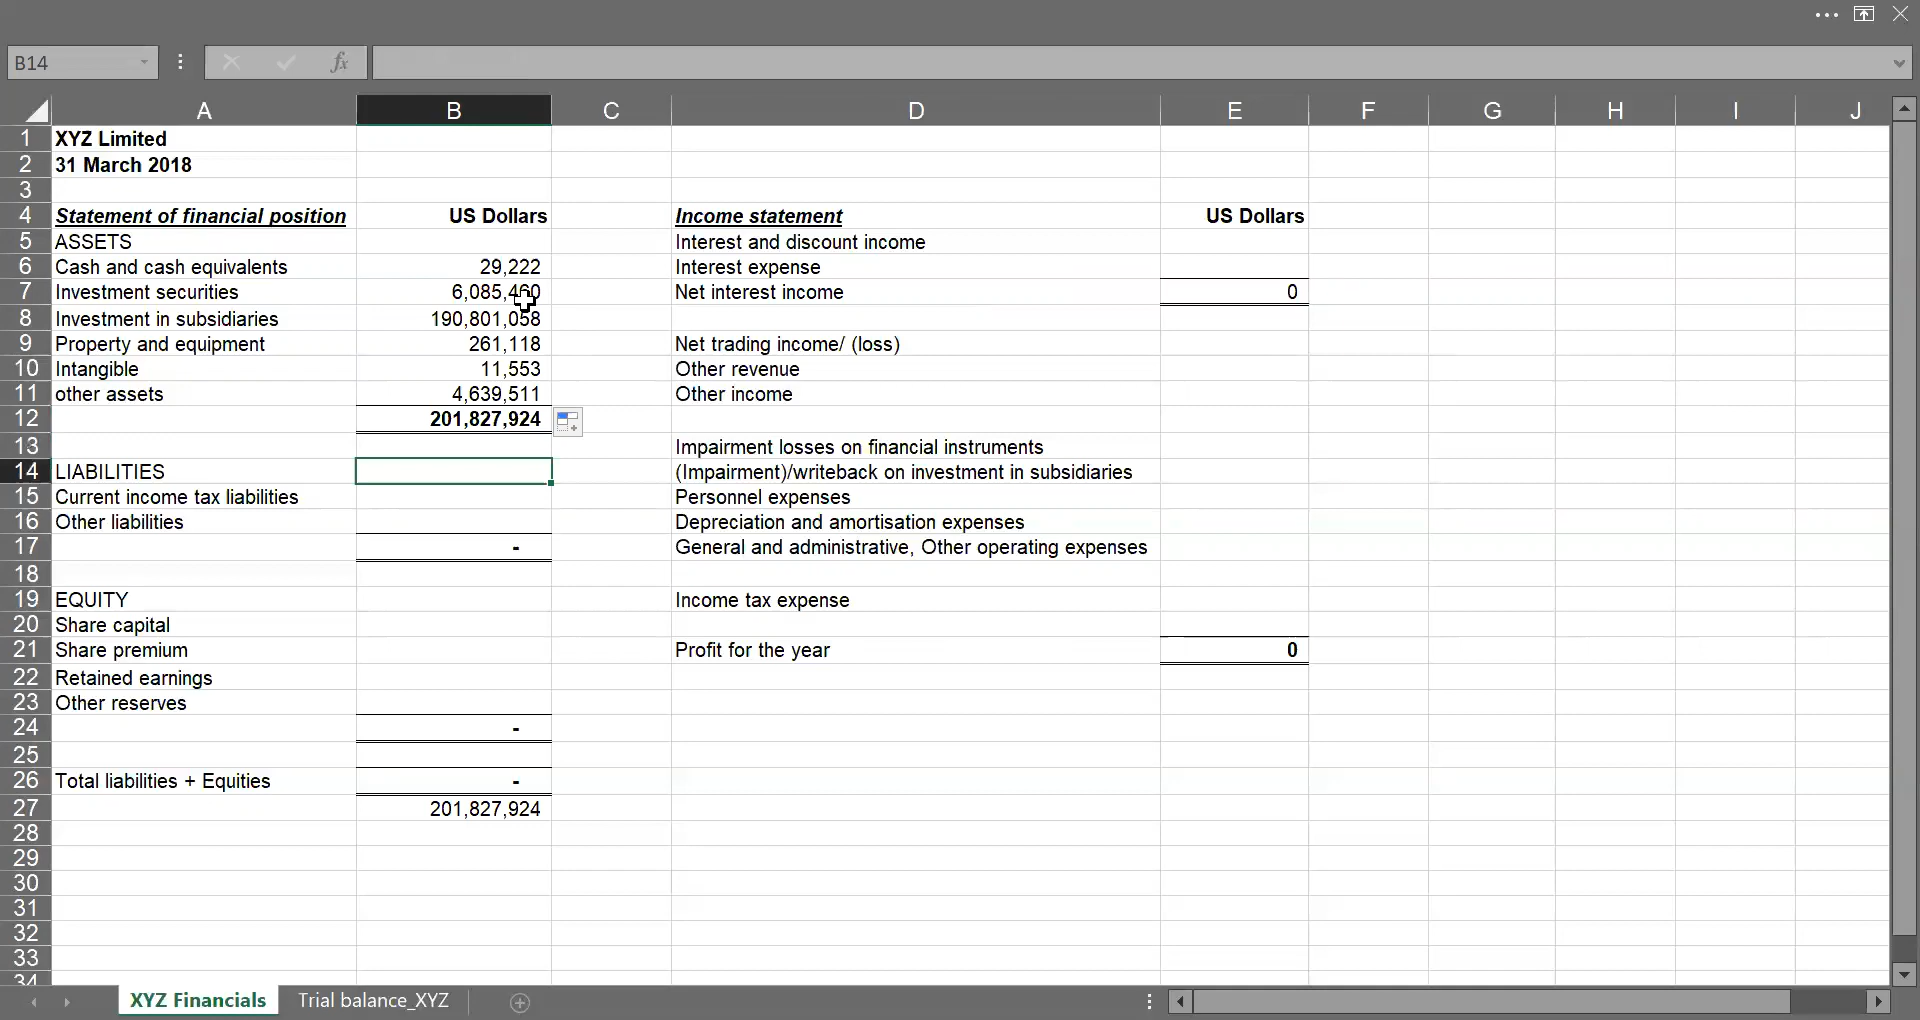 B14
fx
A B C D E F G H I J
1 XYZ Limited
2 31 March 2018
3
4 Statement of financial position US Dollars Income statement US Dollars
5 ASSETS Interest and discount income
6 Cash and cash equivalents 29,222 Interest expense
7 Investment securities 6,085,460 Net interest income 0
8 Investment in subsidiaries 190,801,058
9 Property and equipment 261,118 Net trading income/ (loss)
10 Intangible 11,553 Other revenue
11 other assets 4,639,511 Other income
12 201,827,924
13 Impairment losses on financial instruments
14 LIABILITIES (Impairment)/writeback on investment in subsidiaries
15 Current income tax liabilities Personnel expenses
16 Other liabilities Depreciation and amortisation expenses
17 - General and administrative, Other operating expenses
18
19 EQUITY Income tax expense
20 Share capital
21 Share premium Profit for the year 0
22 Retained earnings
23 Other reserves
24 -
25
26 Total liabilities + Equities -
27 201,827,924
28
29
30
31
32
33
34
XYZ Financials Trial balance_XYZ